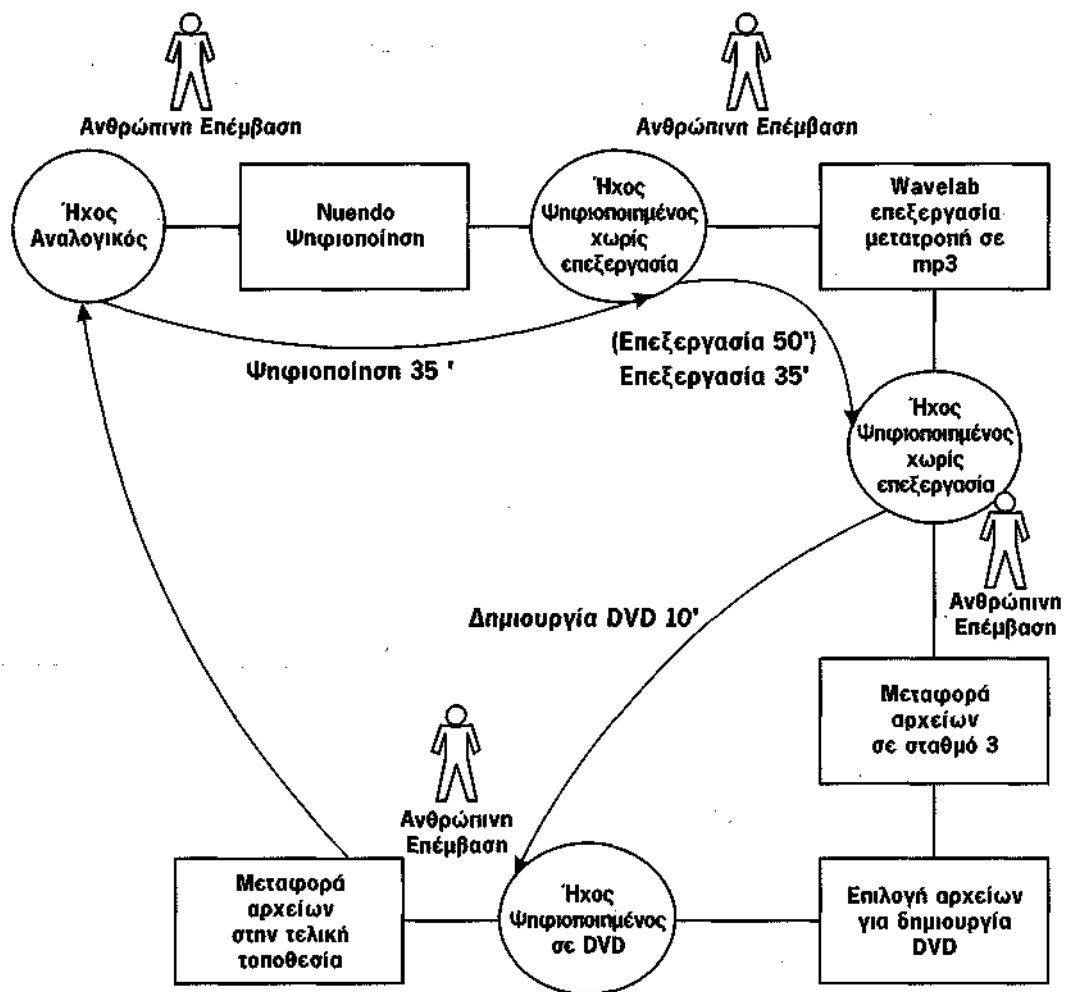 Ανθρώπινη Επέμβαση
Ανθρώπινη Επέμβαση
Ήχος
Αναλογικός
Nuendo
Ψηφιοποίηση
Ήχος
Ψηφιοποιημένος
χωρίς
επεξεργασία
Wavelab
επεξεργασία
μετατροπή σε
mp3
Ψηφιοποίηση 35 '
(Επεξεργασία 50')
Επεξεργασία 35'
Ήχος
Ψηφιοποιημένος
χωρίς
επεξεργασία
Ανθρώπινη
Επέμβαση
Δημιουργία DVD 10'
Μεταφορά
αρχείων
σε σταθμό 3
Ανθρώπινη
Επέμβαση
Μεταφορά
αρχείων
στην τελική
τοποθεσία
Ήχος
Ψηφιοποιημένος
σε DVD
Επιλογή αρχείων
για δημιουργία
DVD